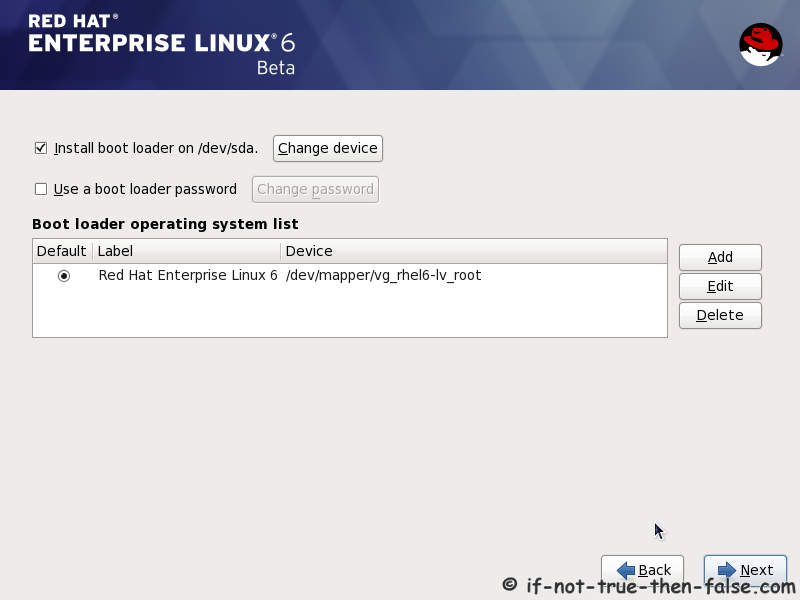 RED HAT®
ENTERPRISE LINUX® 6
Beta
Install boot loader on /dev/sda. Change device
Use a boot loader password Change password
Boot loader operating system list
Default Label Device
Red Hat Enterprise Linux 6 /dev/mapper/vg_rhel6-lv_root
Add
Edit
Delete
Back Next
© if-not-true-then-false.com